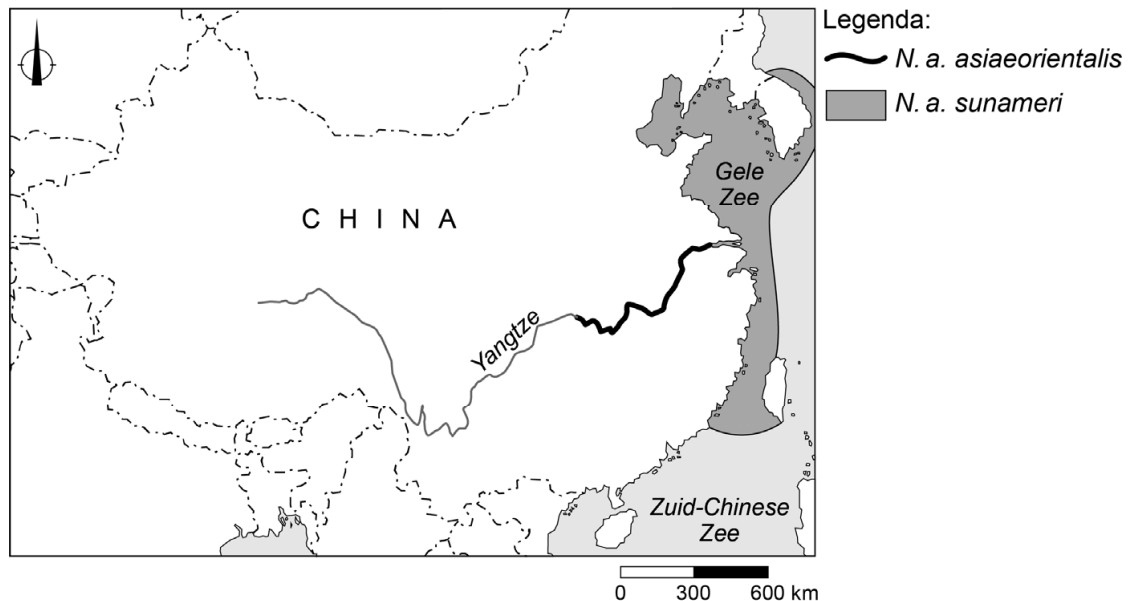 Legenda:
N. a. asiaeorientalis
N. a. sunameri
CHINA
Gele
Zee
Yangtze
Zuid-Chinese
Zee
0 300 600 km